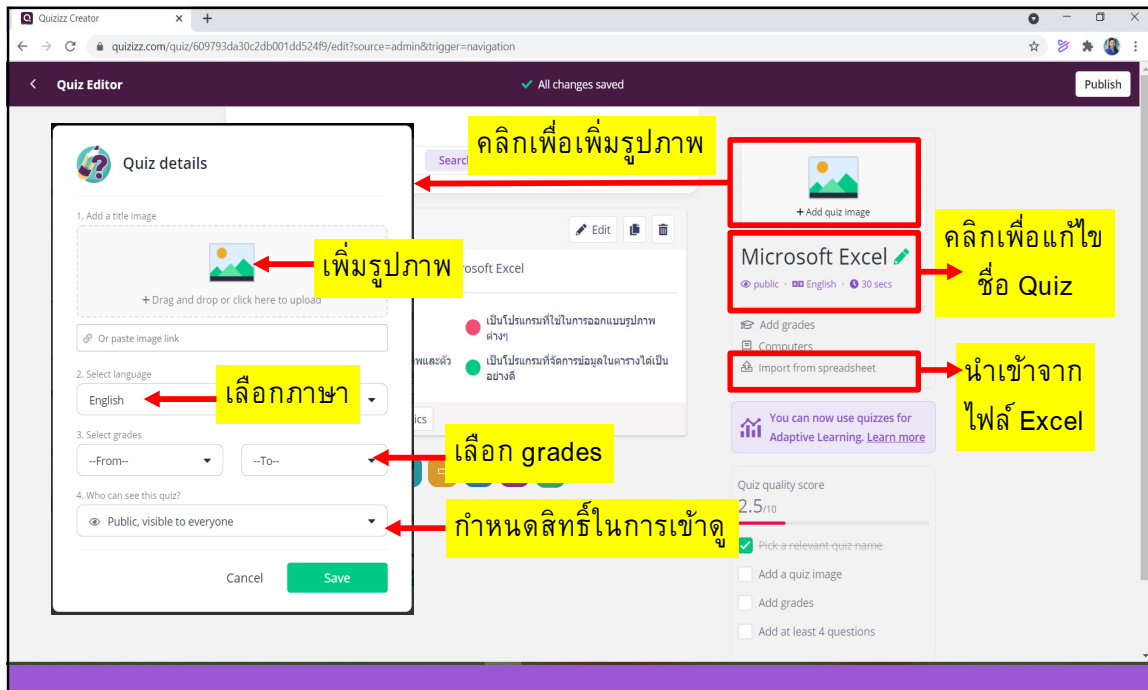 Quizizz Creator
quizizz.com/quiz/609793da30c2db001dd524f9/edit?source=admin&trigger=navigation
Quiz Editor
All changes saved
Publish
Quiz details
1. Add a title image
+ Drag and drop or click here to upload
Or paste image link
2. Select language
English
3. Select grades
--From--
--To--
4. Who can see this quiz?
Public, visible to everyone
Cancel
Save
เพิ่มรูปภาพ
เลือกภาษา
เลือก grades
กำหนดสิทธิ์ในการเข้าดู
คลิกเพื่อเพิ่มรูปภาพ
Edit
Excel
เป็นโปรแกรมที่ใช้ในการออกแบบรูปภาพ
ต่างๆ
เป็นโปรแกรมที่จัดการข้อมูลในตารางได้เป็น
อย่างดี
+ Add quiz image
Microsoft Excel
public · English · 30 secs
Add grades
Computers
Import from spreadsheet
คลิกเพื่อแก้ไข
ชื่อ Quiz
นำเข้าจาก
ไฟล์ Excel
You can now use quizzes for
Adaptive Learning. Learn more
Quiz quality score
2.5/10
Pick a relevant quiz name
Add a quiz image
Add grades
Add at least 4 questions